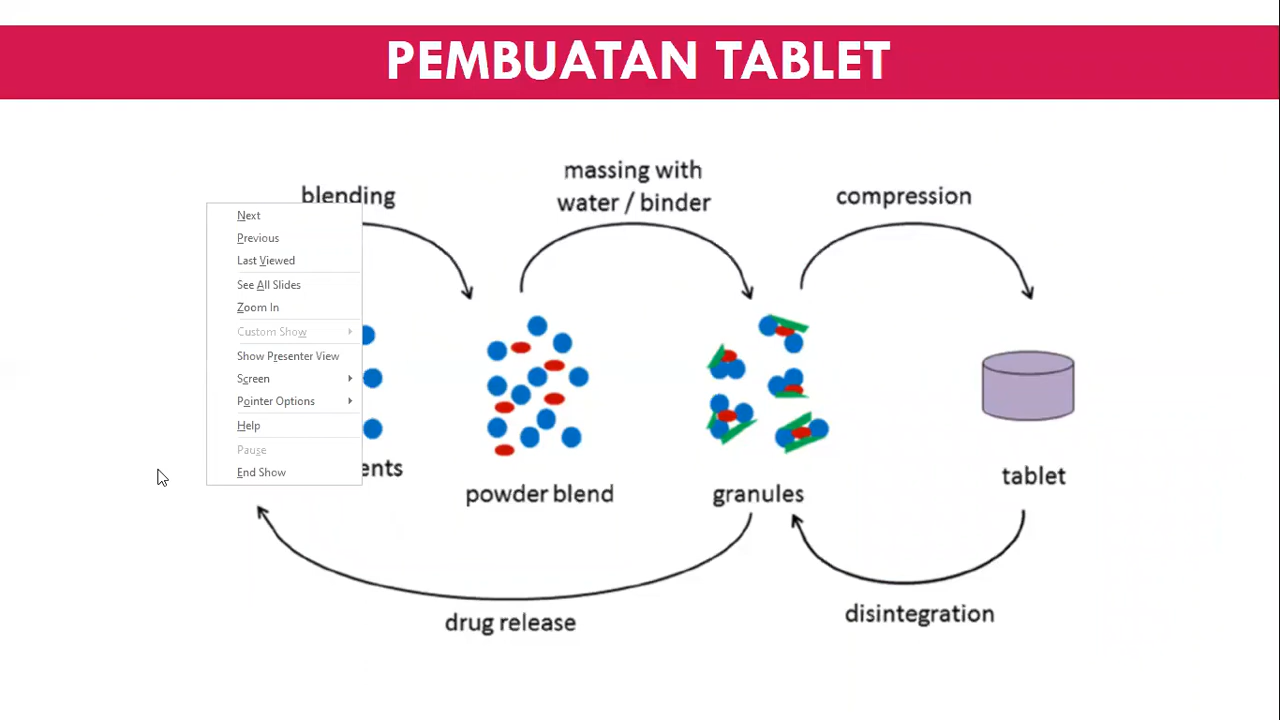 PEMBUATAN TABLET
massing with
water / binder
blending
compression
Next
Previous
Last Viewed
See All Slides
Zoom In
Custom Show
Show Presenter View
Screen
Pointer Options
Help
Pause
End Show
powder blend
granules
tablet
drug release
disintegration